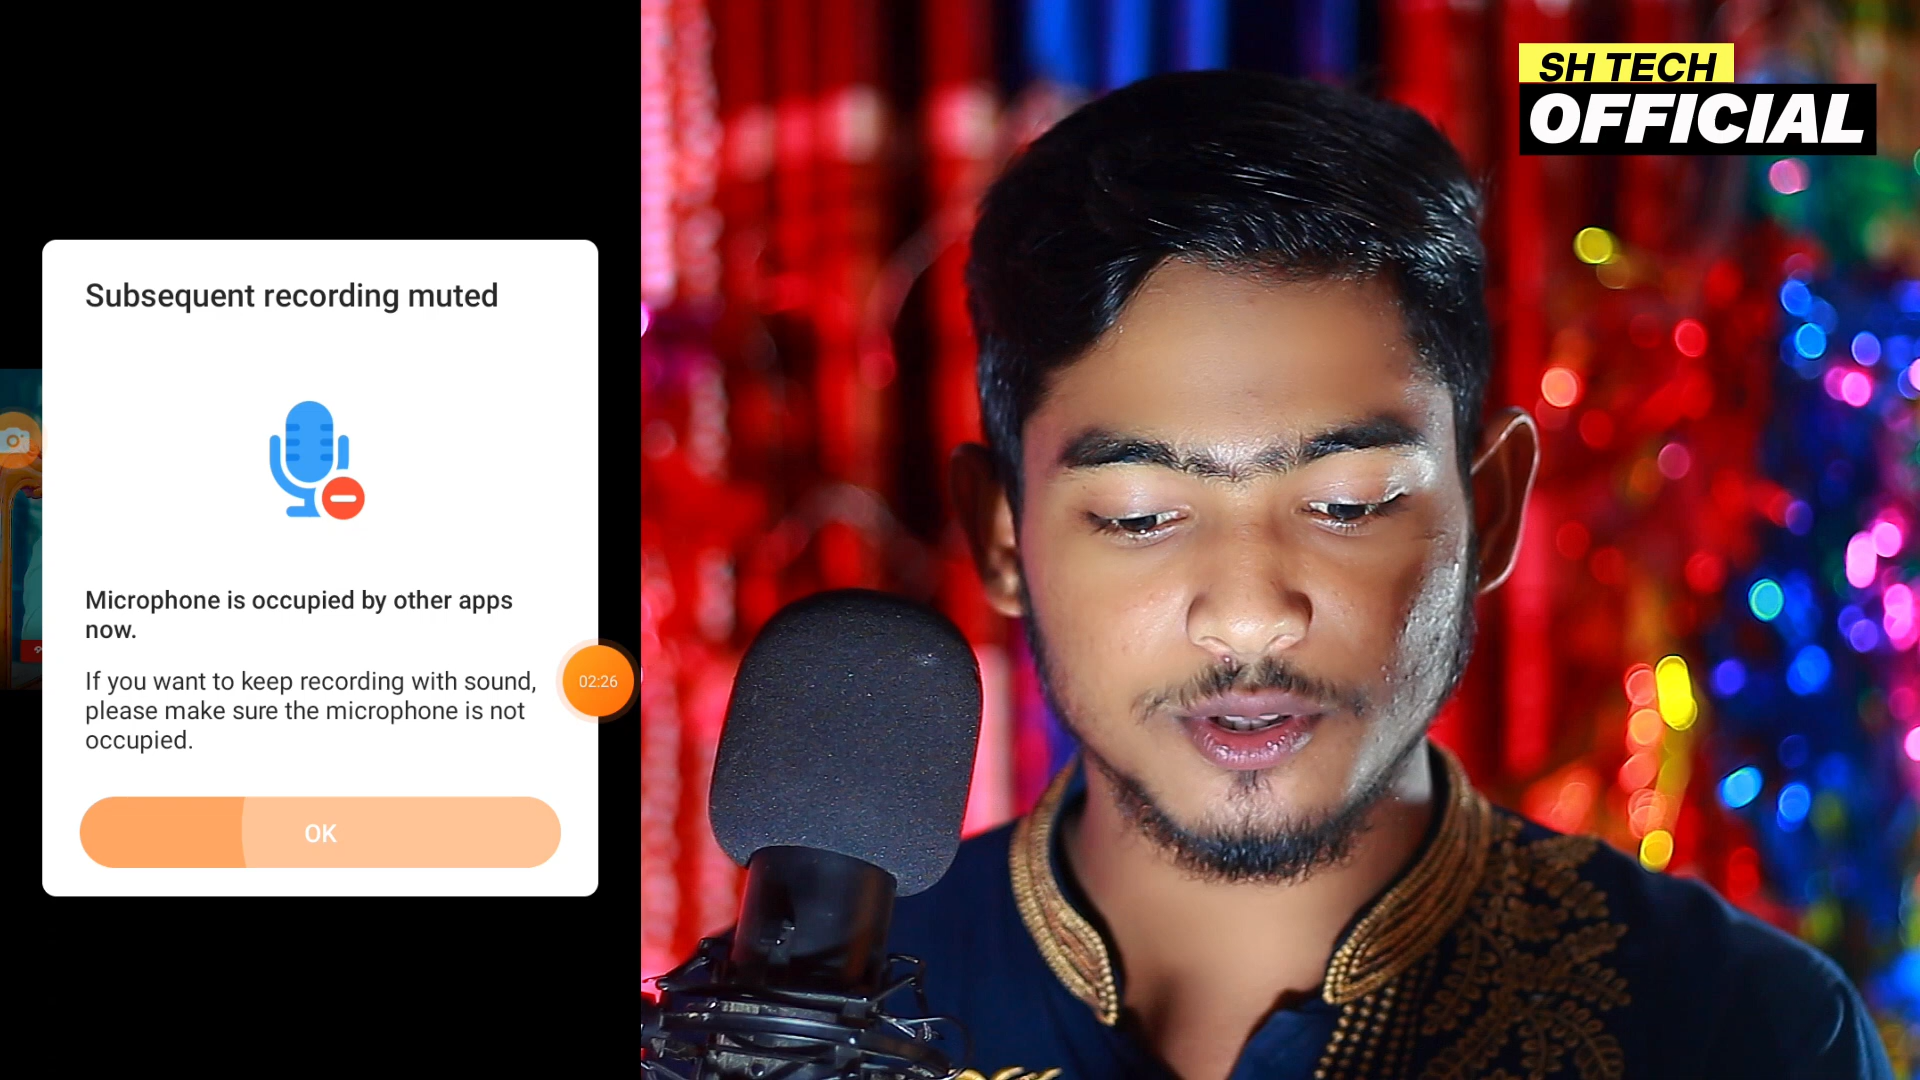 SH TECH
OFFICIAL
Subsequent recording muted
Microphone is occupied by other apps
now.
If you want to keep recording with sound,
please make sure the microphone is not
occupied.
02:26
OK